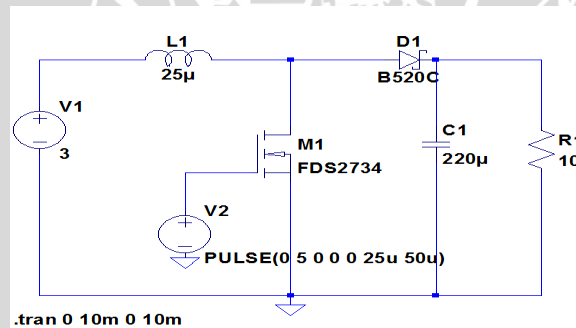 L1
25µ
D1
B520C
V1
3
M1
FDS2734
C1
220µ
V2
PULSE(0 5 0 0 0 25u 50u)
.tran 0 10m 0 10m